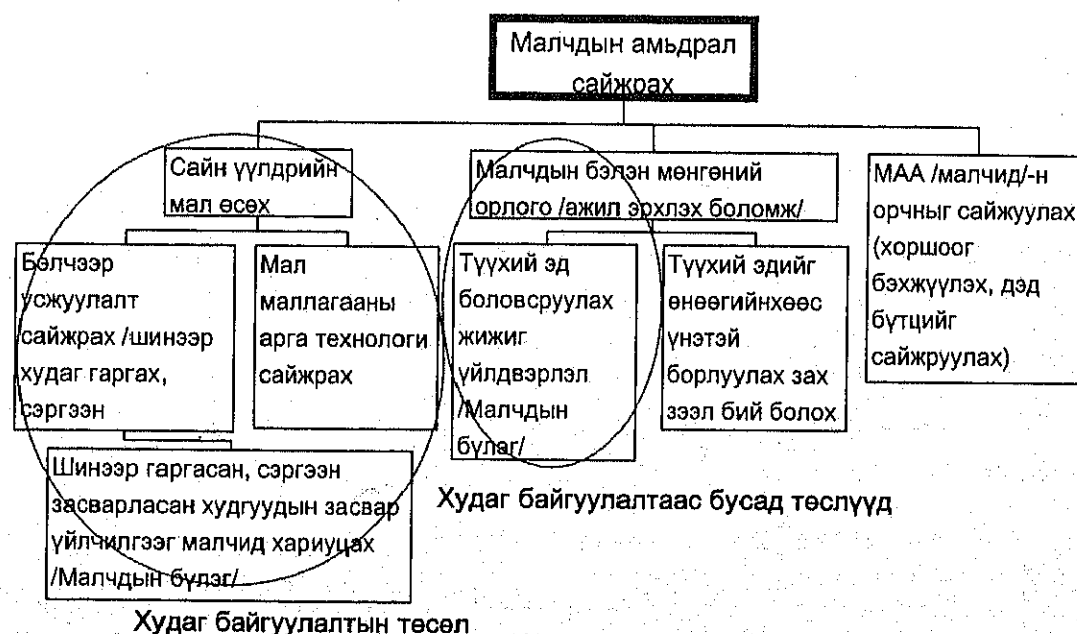 Малчдын амьдрал
сайжрах
Сайн үүлдрийн
мал өсөх
Малчдын бэлэн мөнгөний
орлого /ажил эрхлэх боломж/
МАА /малчид/-н
орчныг сайжуулах
(хоршоог
бэхжүүлэх, дэд
бүтцийг
сайжруулах)
Бэлчээр
усжуулалт
сайжрах /шинээр
худаг гаргах,
сэргээн
Мал
маллагааны
арга технологи
сайжрах
Түүхий эд
боловсруулах
жижиг
үйлдвэрлэл
/Малчдын
бүлэг/
Түүхий эдийг
өнөөгийнхөөс
үнэтэй
борлуулах зах
зээл бий болох
Шинээр гаргасан, сэргээн
засварласан худгуудын засвар
үйлчилгээг малчид хариуцах
/Малчдын бүлэг/
Худаг байгуулалтаас бусад төслүүд
Худаг байгуулалтын төсөл